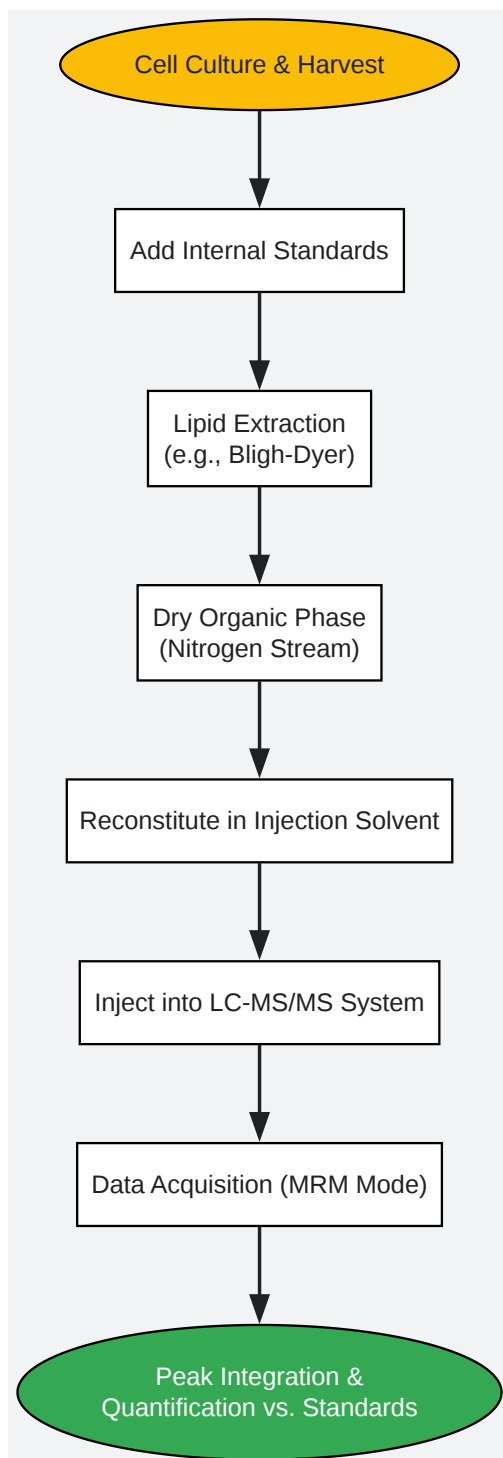 Cell Culture & Harvest
Add Internal Standards
Lipid Extraction
(e.g., Bligh-Dyer)
Dry Organic Phase
(Nitrogen Stream)
Reconstitute in Injection Solvent
Inject into LC-MS/MS System
Data Acquisition (MRM Mode)
Peak Integration &
Quantification vs. Standards